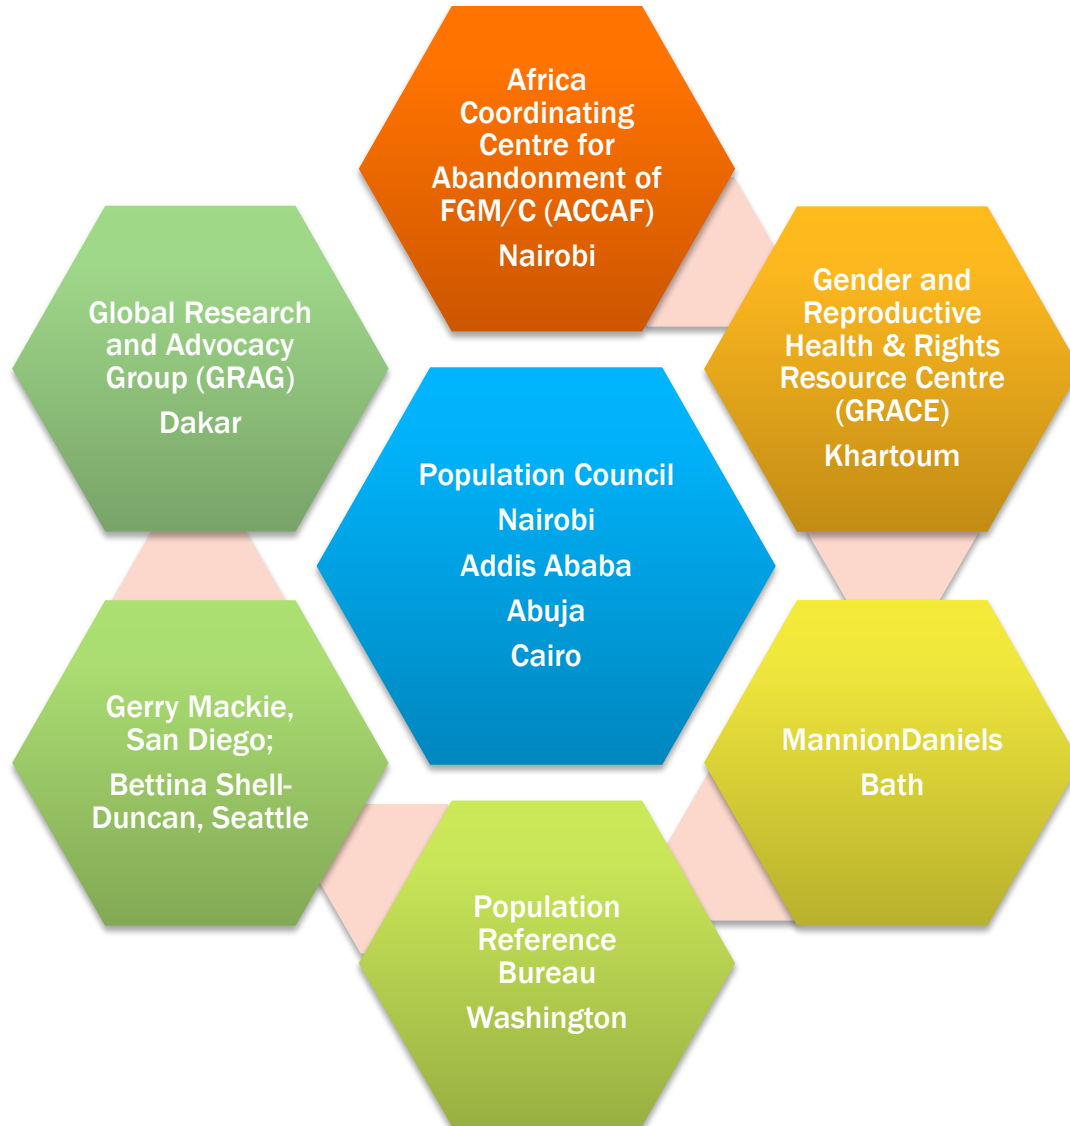 Africa
Coordinating
Centre for
Abandonment of
FGM/C (ACCAF)
Nairobi
Gender and
Reproductive
Health & Rights
Resource Centre
(GRACE)
Khartoum
Global Research
and Advocacy
Group (GRAG)
Dakar
Population Council
Nairobi
Addis Ababa
Abuja
Cairo
Gerry Mackie,
San Diego;
Bettina Shell-
Duncan, Seattle
MannionDaniels
Bath
Population
Reference
Bureau
Washington